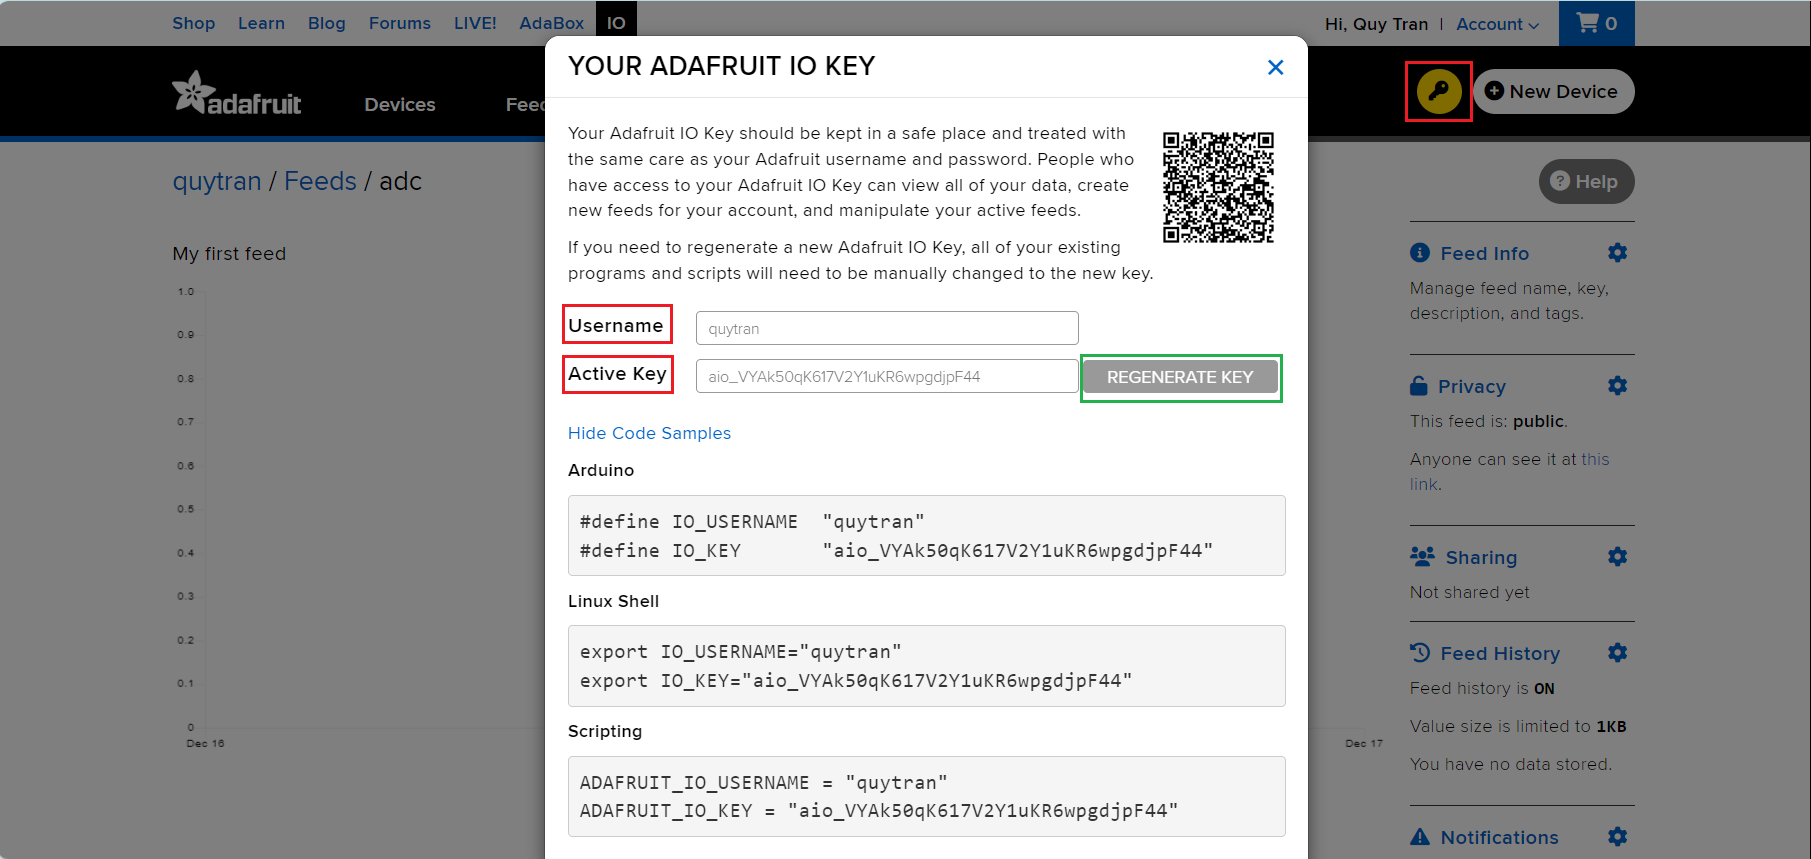 Shop Learn Blog Forums LIVE! AdaBox IO
Hi, Quy Tran | Account 0
adafruit Devices Feed
New Device
YOUR ADAFRUIT IO KEY
Your Adafruit IO Key should be kept in a safe place and treated with
the same care as your Adafruit username and password. People who
have access to your Adafruit IO Key can view all of your data, create
new feeds for your account, and manipulate your active feeds.
If you need to regenerate a new Adafruit IO Key, all of your existing
programs and scripts will need to be manually changed to the new key.
Username quytran
Active Key aio_VYAk50qK617V2Y1uKR6wpgdjpF44 REGENERATE KEY
Hide Code Samples
Arduino
#define IO_USERNAME  "quytran"
#define IO_KEY       "aio_VYAk50qK617V2Y1uKR6wpgdjpF44"
Linux Shell
export IO_USERNAME="quytran"
export IO_KEY="aio_VYAk50qK617V2Y1uKR6wpgdjpF44"
Scripting
ADAFRUIT_IO_USERNAME = "quytran"
ADAFRUIT_IO_KEY = "aio_VYAk50qK617V2Y1uKR6wpgdjpF44"
quytran / Feeds / adc
My first feed
1.0
0.9
0.8
0.7
0.6
0.5
0.4
0.3
0.2
0.1
0
Dec 16
Dec 17
Help
Feed Info
Manage feed name, key,
description, and tags.
Privacy
This feed is: public.
Anyone can see it at this
link.
Sharing
Not shared yet
Feed History
Feed history is ON
Value size is limited to 1KB
You have no data stored.
Notifications